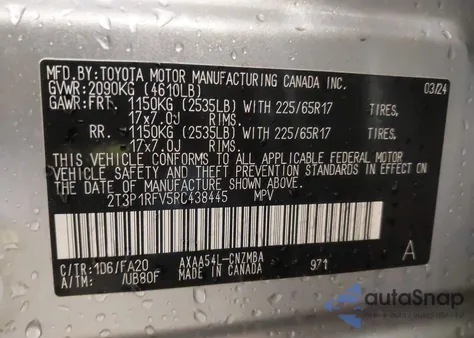 MFD.BY:TOYOTA MOTOR MANUFACTURING CANADA INC.
GVWR:2090KG (4610LB) 03/24
GAWR:FRT. 1150KG (2535LB) WITH 225/65R17 TIRES,
17x7.0J RIMS.
RR. 1150KG (2535LB) WITH 225/65R17 TIRES,
17x7.0J RIMS.
THIS VEHICLE CONFORMS TO ALL APPLICABLE FEDERAL MOTOR
VEHICLE SAFETY AND THEFT PREVENTION STANDARDS IN EFFECT ON
THE DATE OF MANUFACTURE SHOWN ABOVE.
2T3P1RFV5RC438445 MPV
C/TR:1D6/FA20 AXAA54L-CNZMBA A
A/TM: /UB80F MADE IN CANADA 971
autoSnap